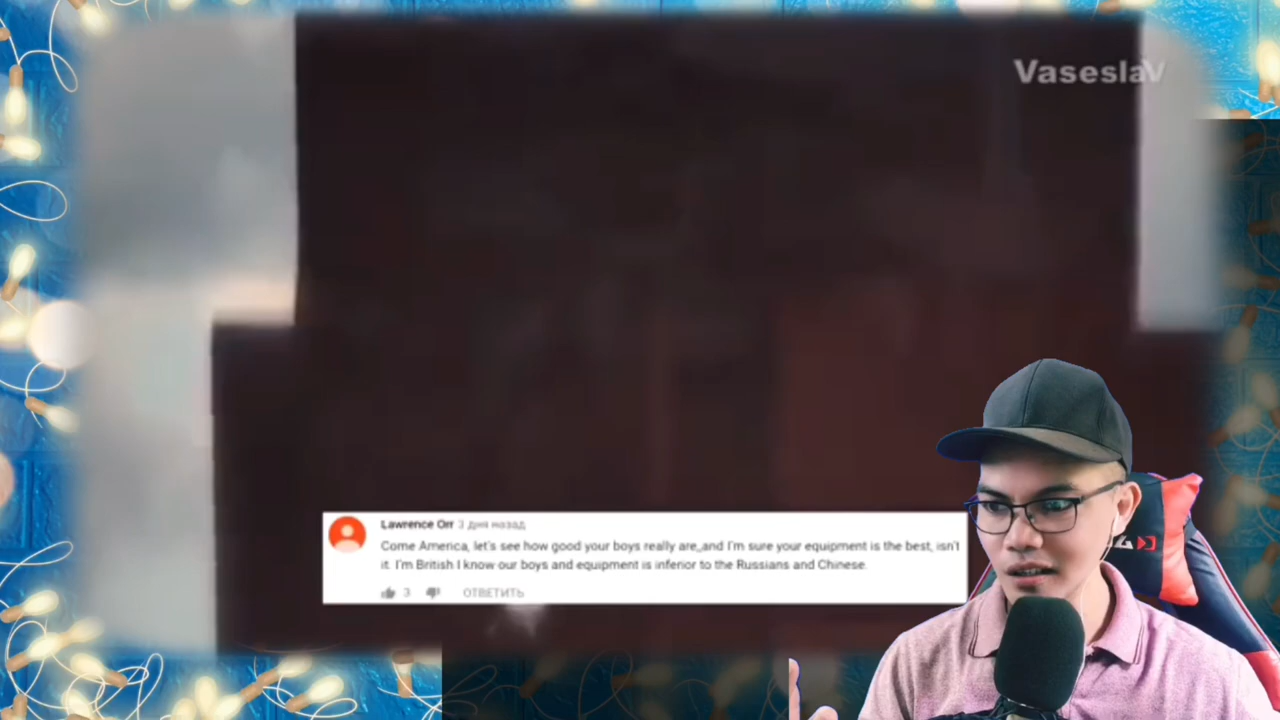 VaseslaV
Lawrence Orr 3 дня назад
Come America, let's see how good your boys really are,,and I'm sure your equipment is the best, isn't
it. I'm British I know our boys and equipment is inferior to the Russians and Chinese.
3 ОТВЕТИТЬ